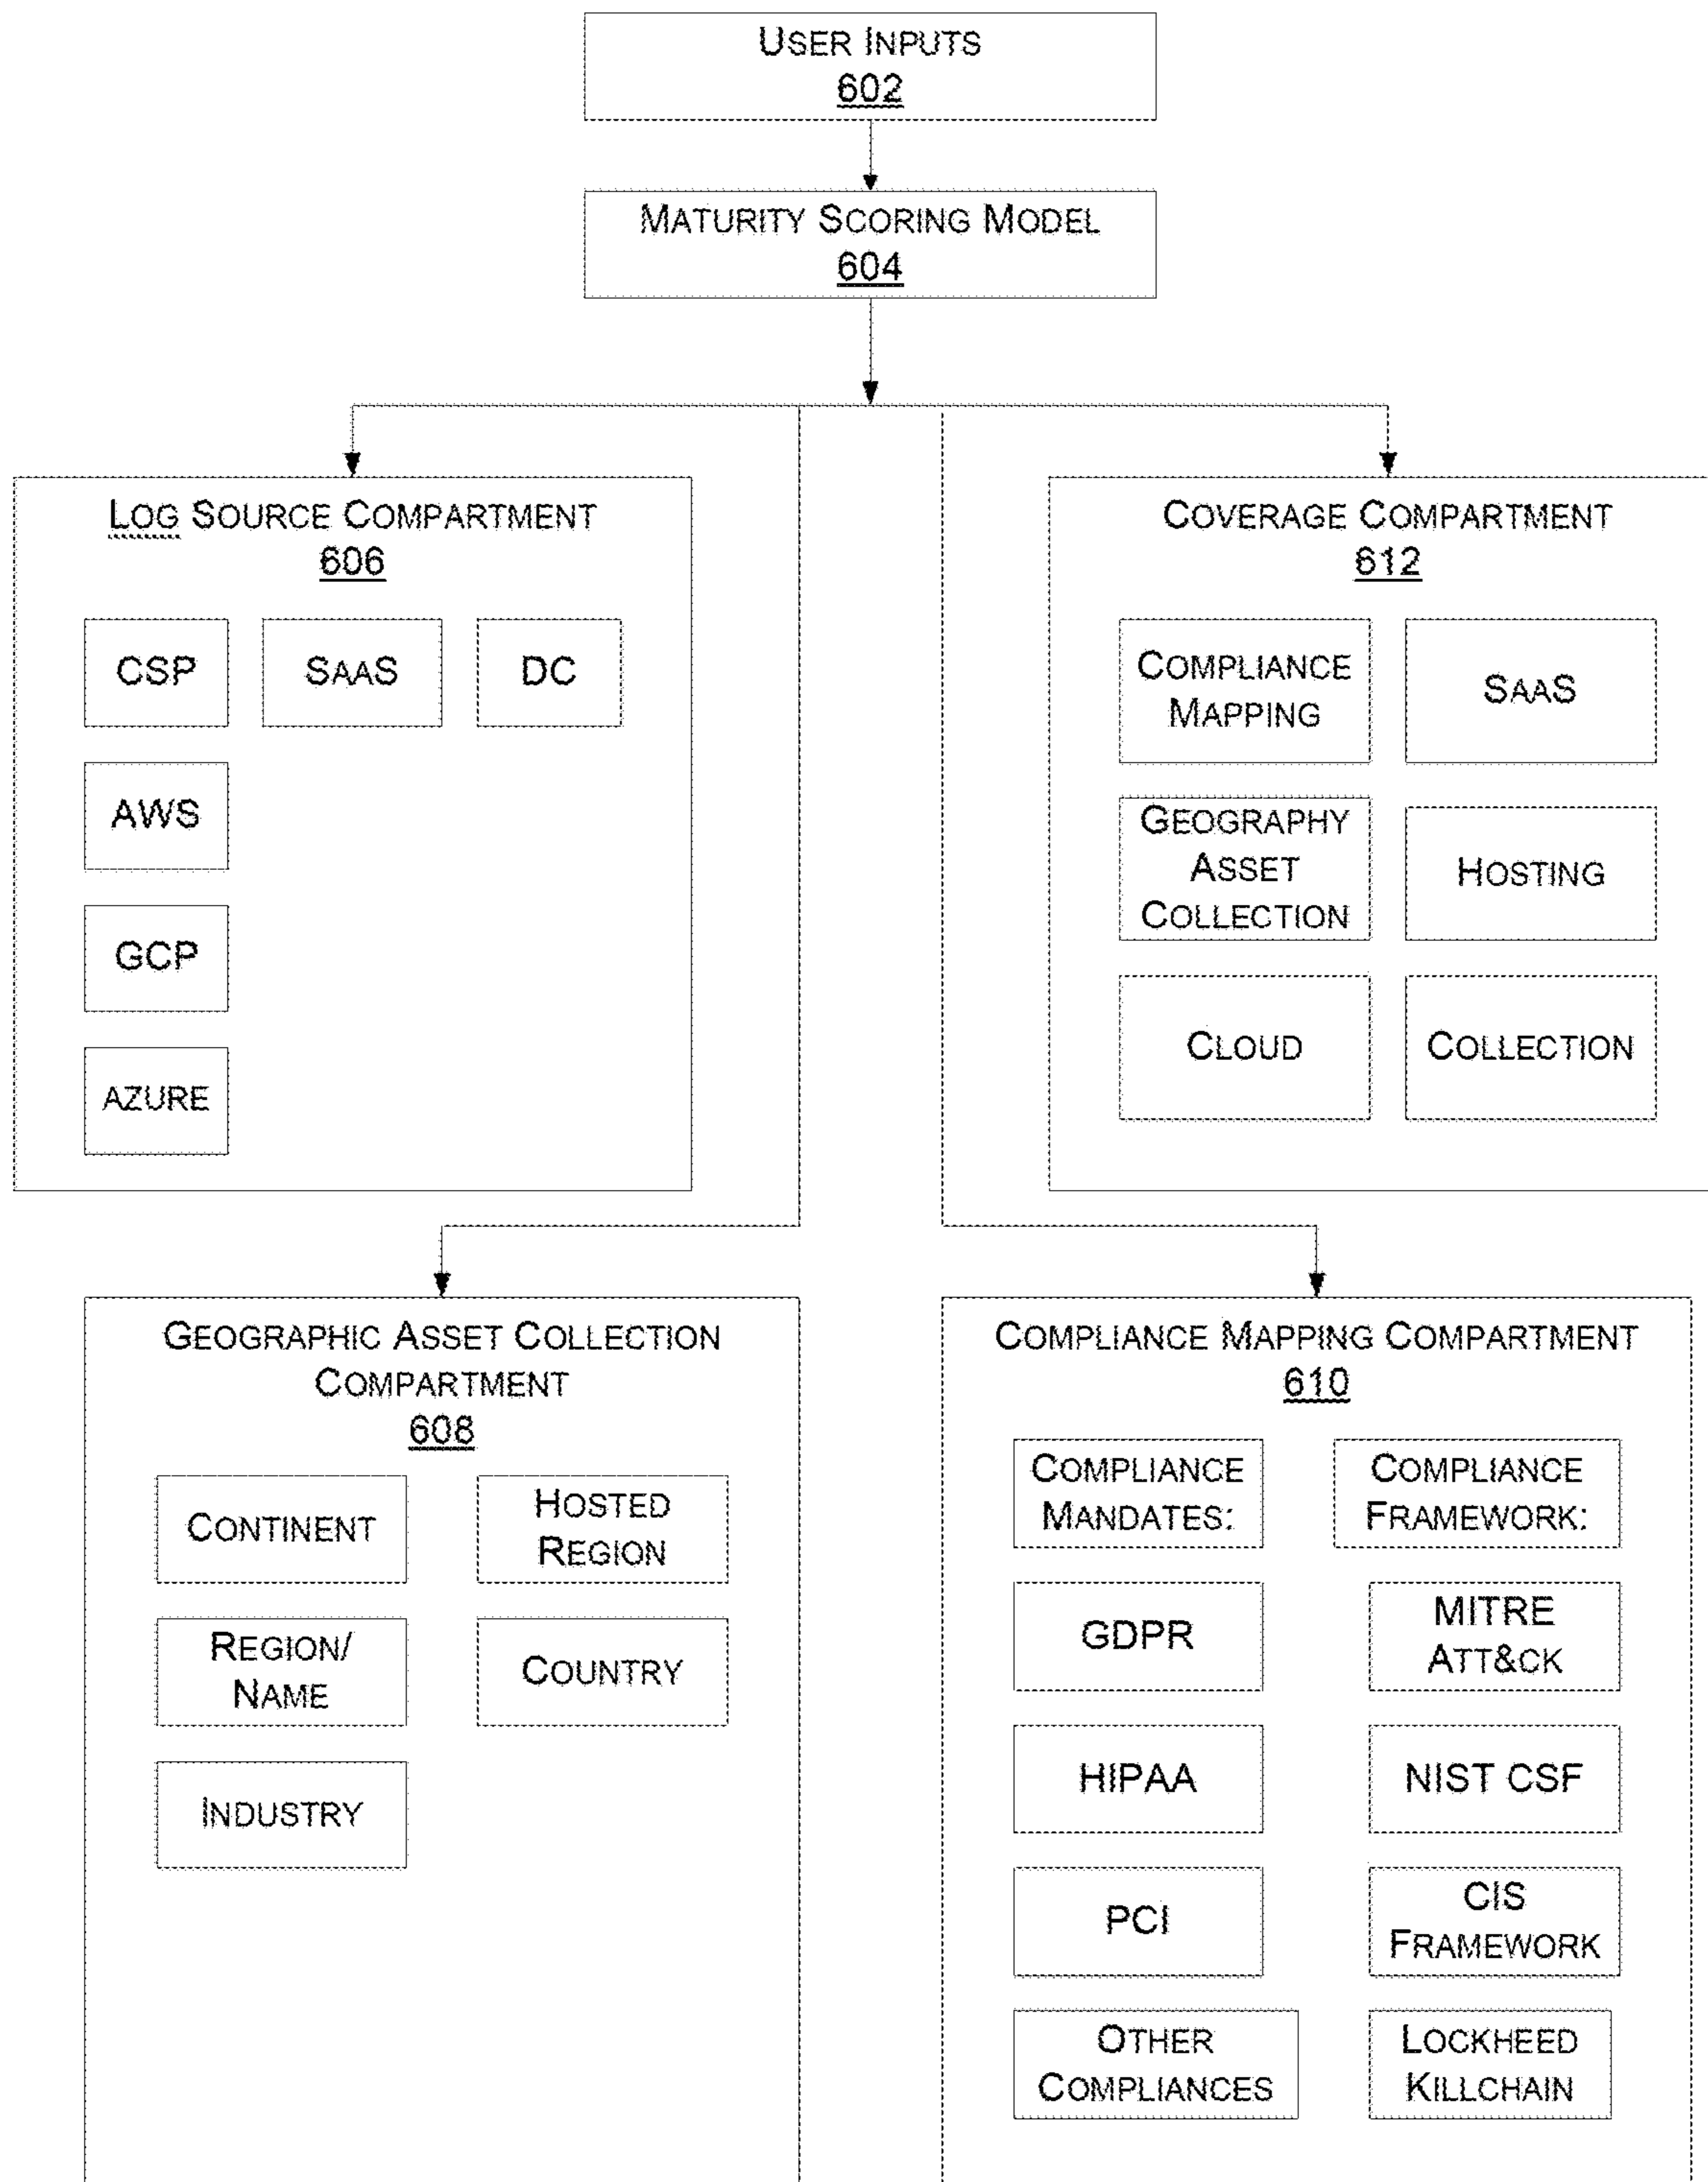 USER INPUTS
602
MATURITY SCORING MODEL
604
LOG SOURCE COMPARTMENT
606
CSP
SAAS
DC
AWS
GCP
AZURE
COVERAGE COMPARTMENT
612
COMPLIANCE
MAPPING
SAAS
GEOGRAPHY
ASSET
COLLECTION
HOSTING
CLOUD
COLLECTION
GEOGRAPHIC ASSET COLLECTION
COMPARTMENT
608
CONTINENT
HOSTED
REGION
REGION/
NAME
COUNTRY
INDUSTRY
COMPLIANCE MAPPING COMPARTMENT
610
COMPLIANCE
MANDATES:
COMPLIANCE
FRAMEWORK:
GDPR
MITRE
ATT&CK
HIPAA
NIST CSF
PCI
CIS
FRAMEWORK
OTHER
COMPLIANCES
LOCKHEED
KILLCHAIN